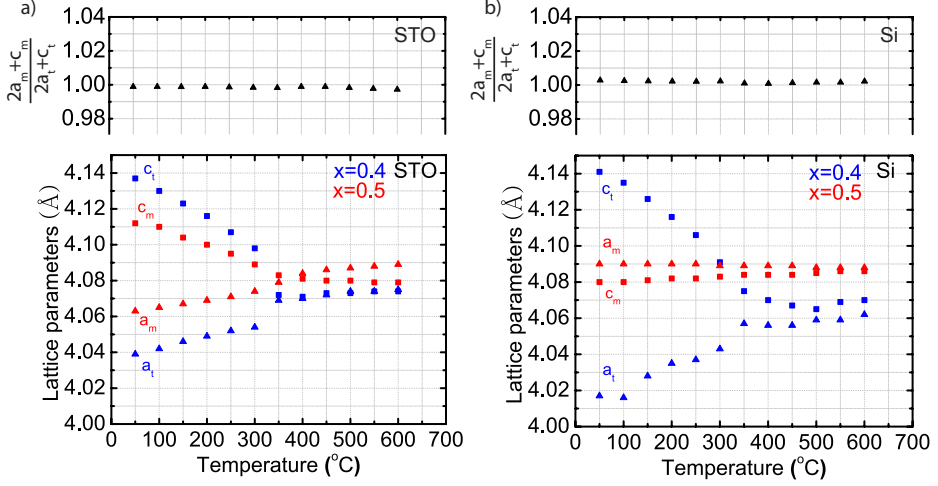 a)
2a_m+c_m
2a_t+c_t
STO
1.04
1.02
1.00
0.98
x=0.4 STO
x=0.5
c_t
c_m
a_m
a_t
4.14
4.12
4.10
4.08
4.06
4.04
4.02
4.00
Lattice parameters (Å)
0 100 200 300 400 500 600 700
Temperature (°C)
b)
2a_m+c_m
2a_t+c_t
Si
1.04
1.02
1.00
0.98
x=0.4 Si
x=0.5
c_t
a_m
c_m
a_t
4.14
4.12
4.10
4.08
4.06
4.04
4.02
4.00
Lattice parameters (Å)
0 100 200 300 400 500 600 700
Temperature (°C)